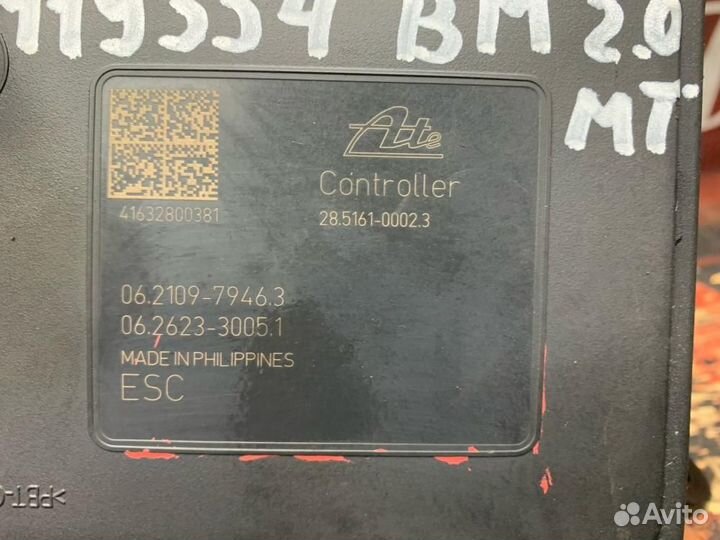 119554 BM 2.0
MT
Ate
Controller
41632800381
28.5161-0002.3
06.2109-7946.3
06.2623-3005.1
MADE IN PHILIPPINES
ESC
>PBT-
Avito